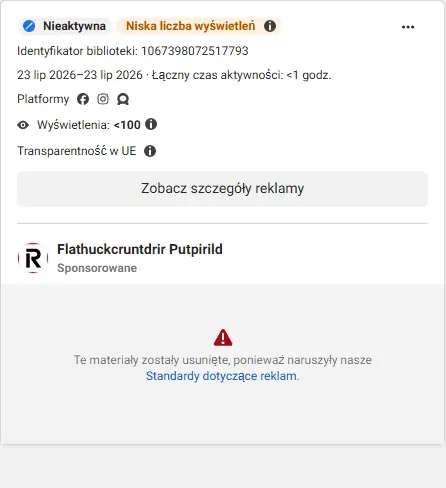 Nieaktywna Niska liczba wyświetleń
Identyfikator biblioteki: 1067398072517793
23 lip 2026–23 lip 2026 · Łączny czas aktywności: <1 godz.
Platformy
Wyświetlenia: <100
Transparentność w UE
Zobacz szczegóły reklamy
R
Flathuckcruntdrir Putpirild
Sponsorowane
Te materiały zostały usunięte, ponieważ naruszyły nasze
Standardy dotyczące reklam.